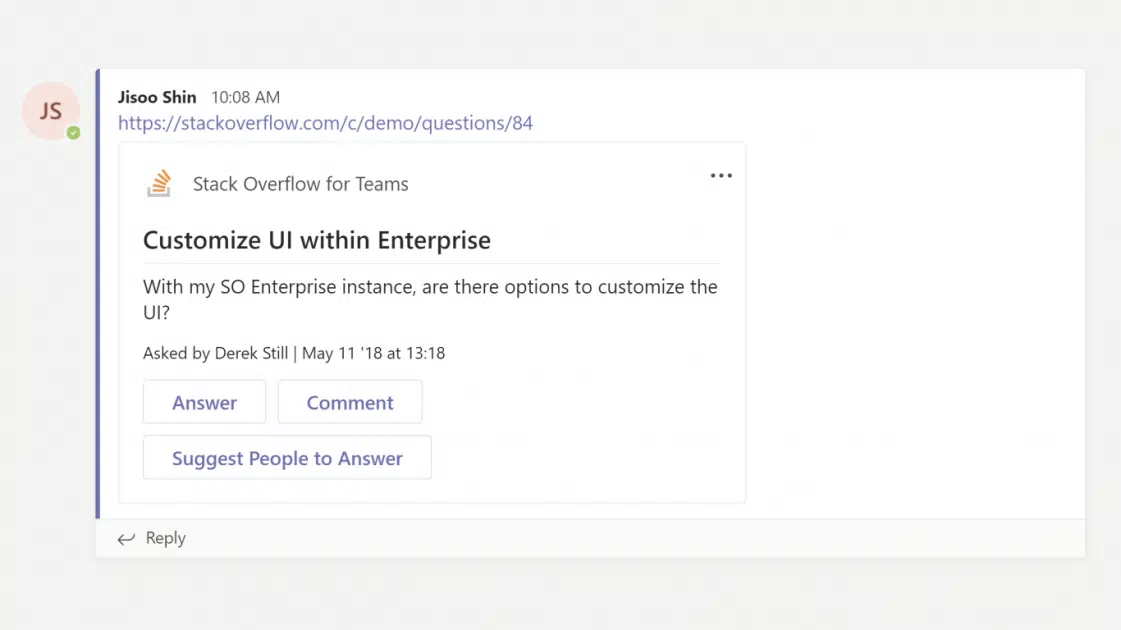 JS
Jisoo Shin 10:08 AM
https://stackoverflow.com/c/demo/questions/84
Stack Overflow for Teams
Customize UI within Enterprise
With my SO Enterprise instance, are there options to customize the
UI?
Asked by Derek Still | May 11 '18 at 13:18
Answer Comment
Suggest People to Answer
Reply